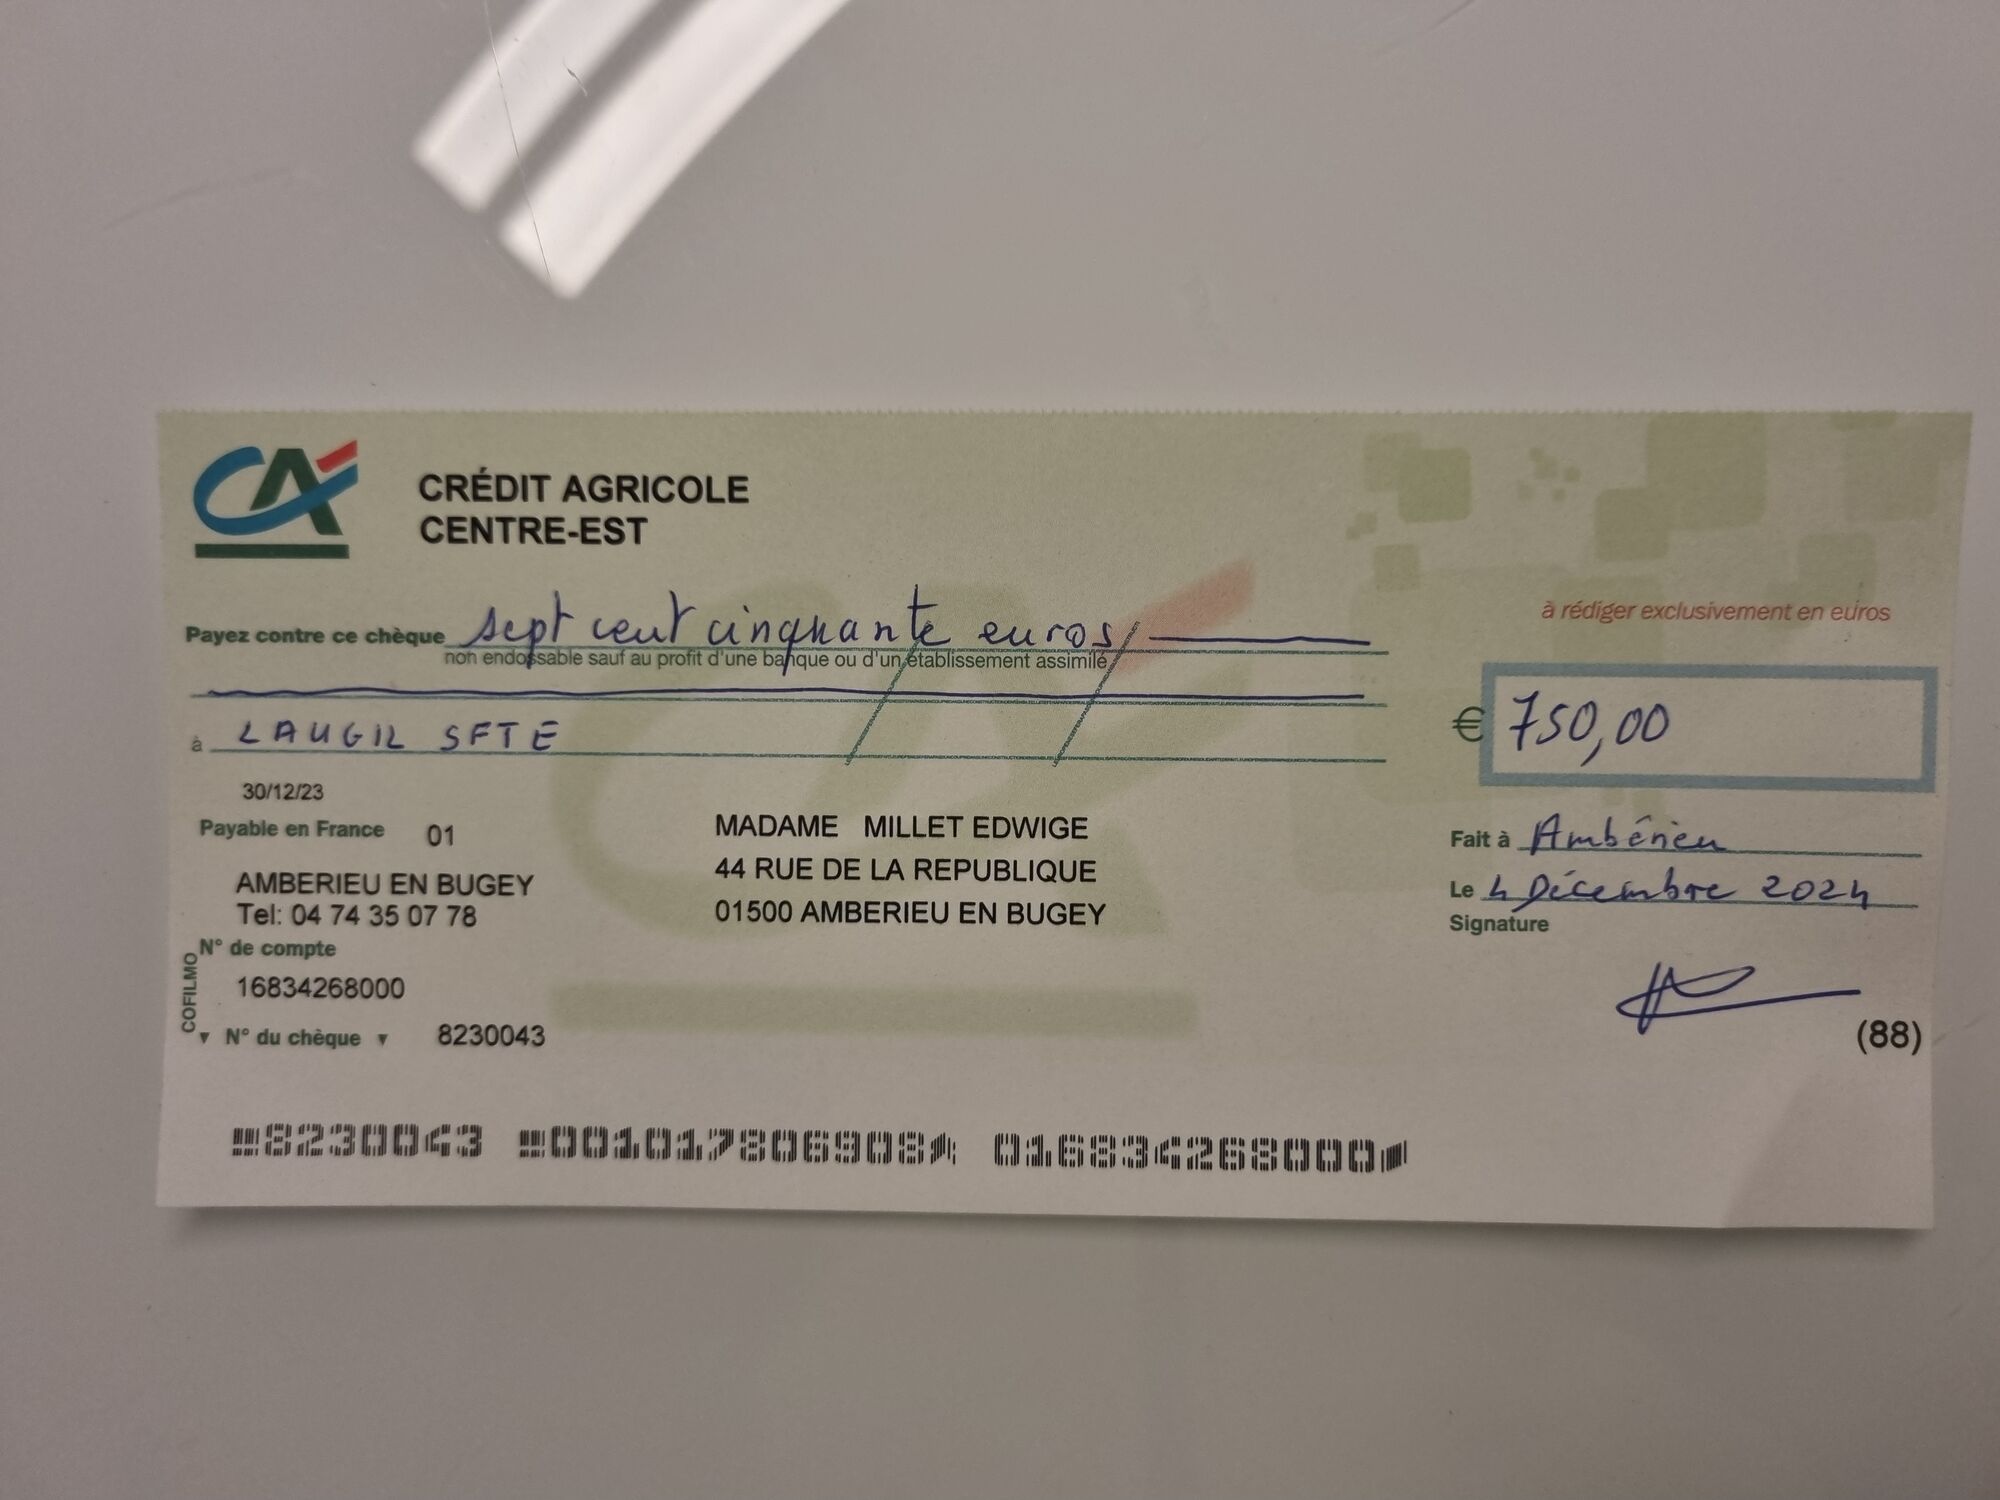 CA
CRÉDIT AGRICOLE
CENTRE-EST
à rédiger exclusivement en euros
Payez contre ce chèque sept cent cinquante euros
non endossable sauf au profit d'une banque ou d'un établissement assimilé
€ 750,00
à LAUGIL SFTE
30/12/23
Payable en France 01
AMBERIEU EN BUGEY
Tel: 04 74 35 07 78
MADAME MILLET EDWIGE
44 RUE DE LA REPUBLIQUE
01500 AMBERIEU EN BUGEY
Fait à Ambérieu
Le 4 Décembre 2024
Signature
N° de compte
16834268000
COFILMO
N° du chèque 8230043
(88)
8230043 001017806908 016834268000